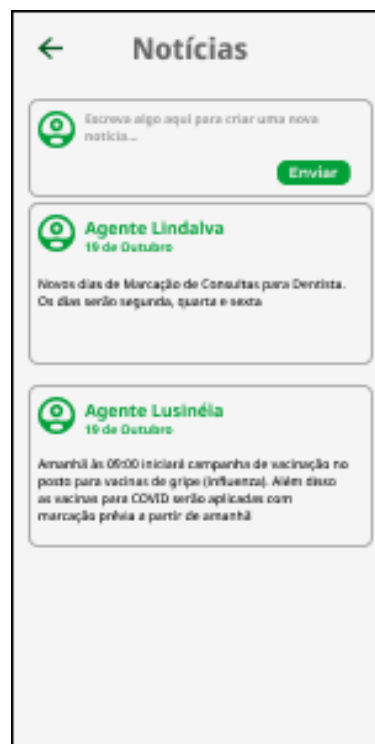 Notícias
Escreva algo aqui para criar uma nova
notícia...
Enviar
Agente Lindalva
19 de Outubro
Novos dias de Marcação de Consultas para Dentista.
Os dias serão segunda, quarta e sexta
Agente Lusinéia
19 de Outubro
Amanhã às 09:00 iniciará campanha de vacinação no
posto para vacinas de gripe (influenza). Além disso
as vacinas para COVID serão aplicadas com
marcação prévia a partir de amanhã